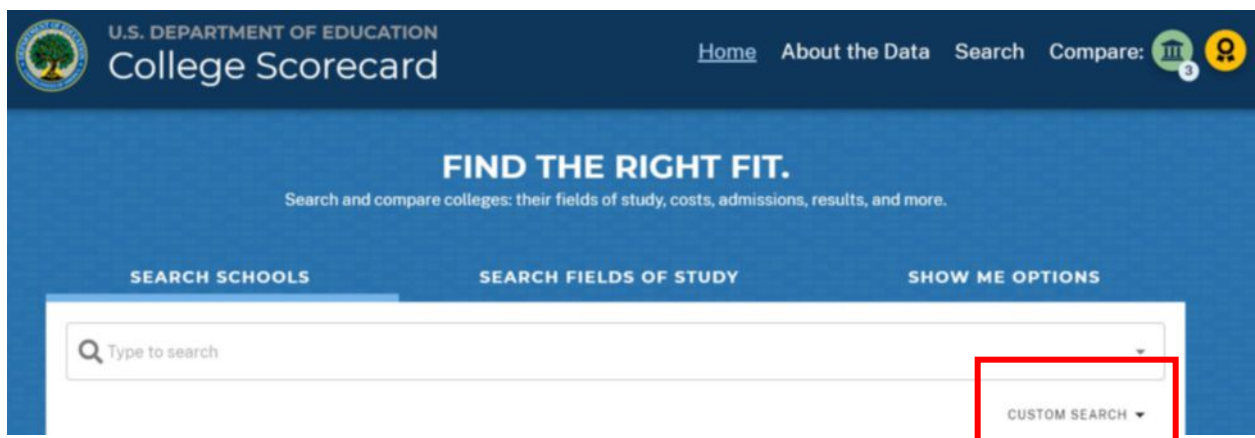 U.S. DEPARTMENT OF EDUCATION
College Scorecard
Home About the Data Search Compare: 3
FIND THE RIGHT FIT.
Search and compare colleges: their fields of study, costs, admissions, results, and more.
SEARCH SCHOOLS SEARCH FIELDS OF STUDY SHOW ME OPTIONS
Type to search
CUSTOM SEARCH